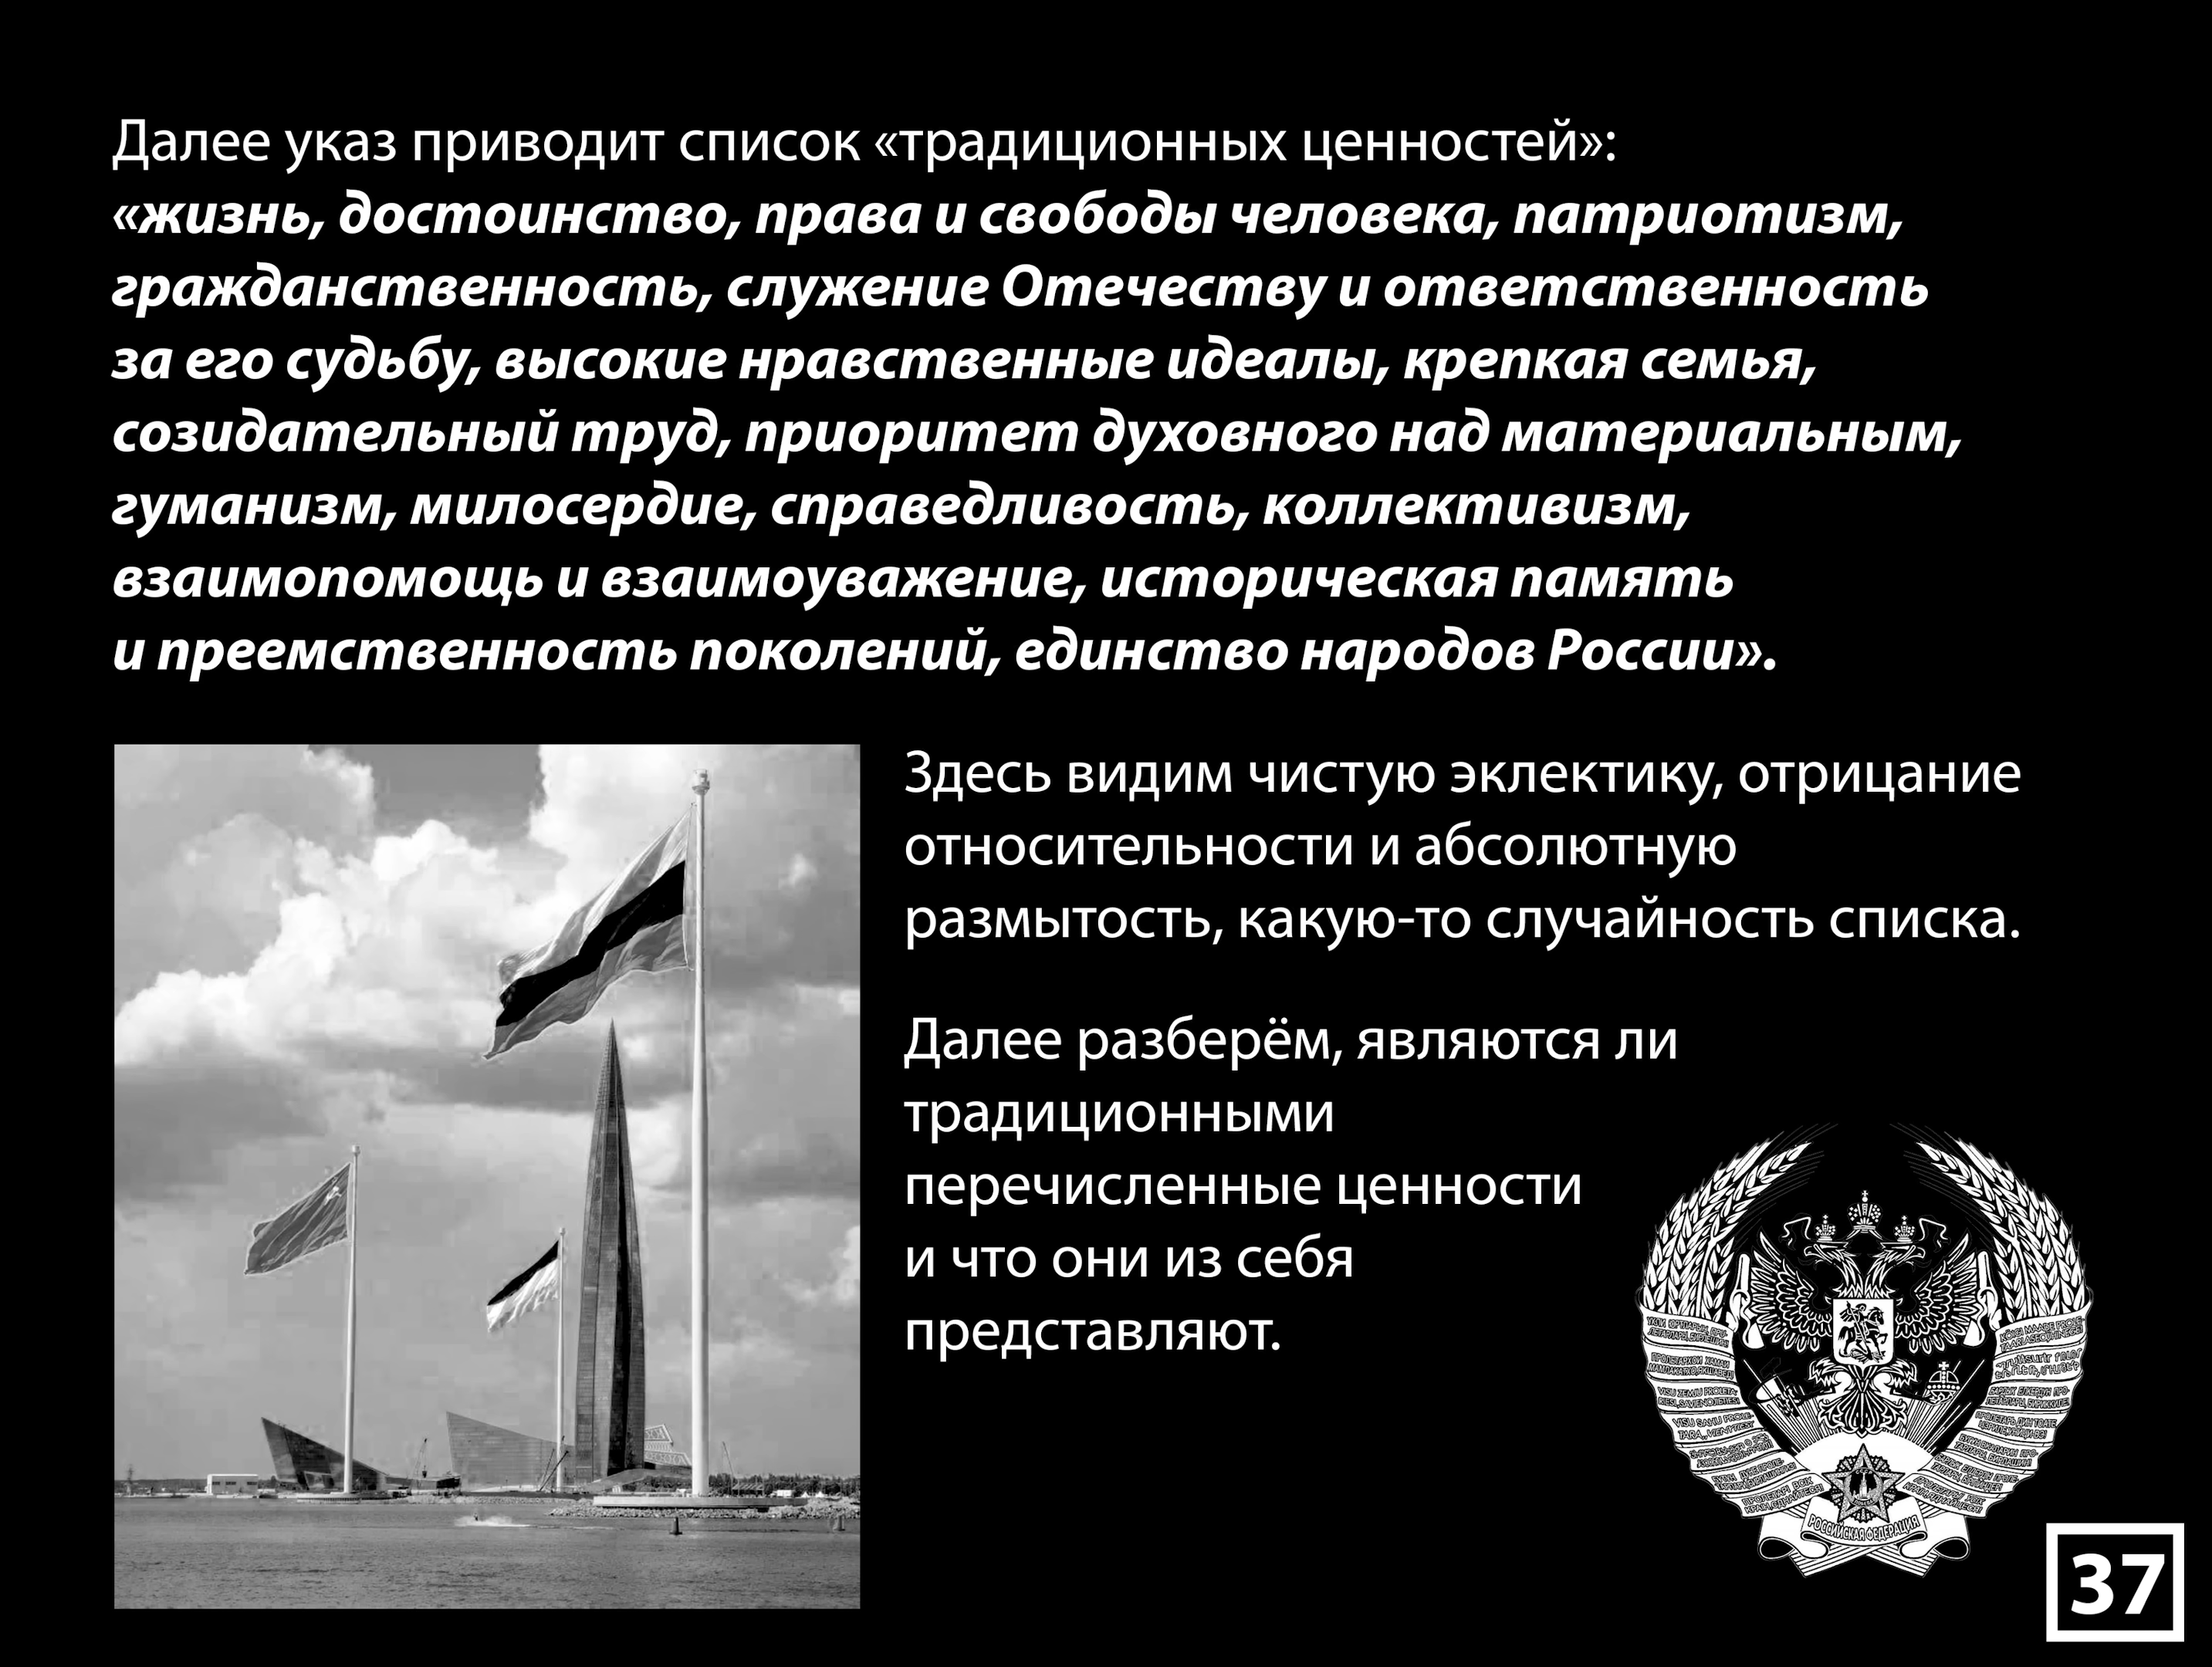 Далее указ приводит список «традиционных ценностей»:
«жизнь, достоинство, права и свободы человека, патриотизм,
гражданственность, служение Отечеству и ответственность
за его судьбу, высокие нравственные идеалы, крепкая семья,
созидательный труд, приоритет духовного над материальным,
гуманизм, милосердие, справедливость, коллективизм,
взаимопомощь и взаимоуважение, историческая память
и преемственность поколений, единство народов России».
Здесь видим чистую эклектику, отрицание
относительности и абсолютную
размытость, какую-то случайность списка.
Далее разберём, являются ли
традиционными
перечисленные ценности
и что они из себя
представляют.
РОССИЙСКАЯ ФЕДЕРАЦИЯ
37